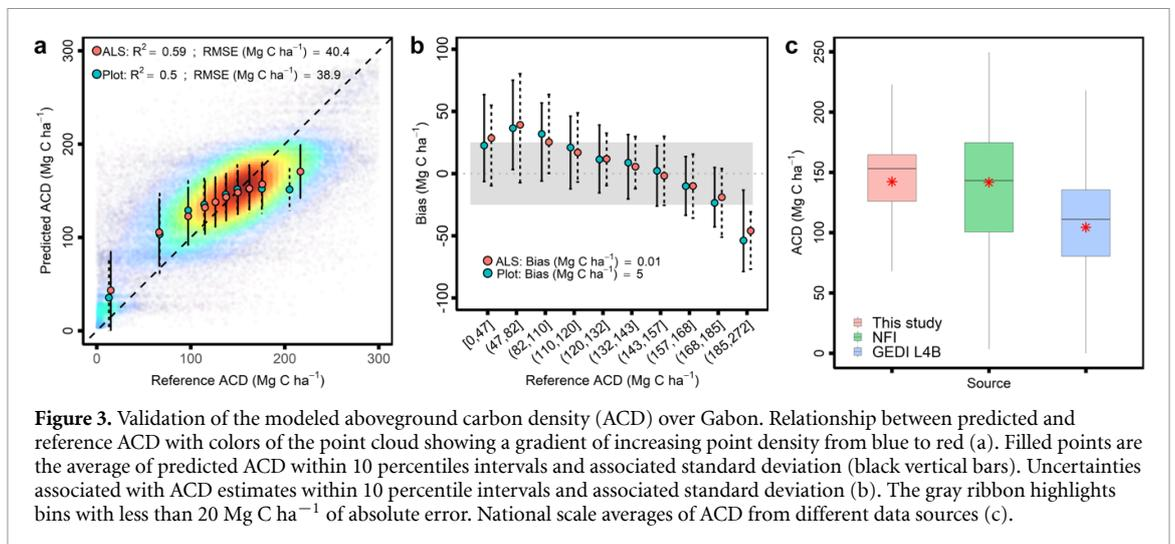 a
ALS: R² = 0.59 ; RMSE (Mg C ha⁻¹) = 40.4
Plot: R² = 0.5 ; RMSE (Mg C ha⁻¹) = 38.9
300
200
100
0
Predicted ACD (Mg C ha⁻¹)
0 100 200 300
Reference ACD (Mg C ha⁻¹)
b
100
50
0
-50
-100
Bias (Mg C ha⁻¹)
ALS: Bias (Mg C ha⁻¹) = 0.01
Plot: Bias (Mg C ha⁻¹) = 5
[0,47]
(47,82]
(82,110]
(110,120]
(120,132]
(132,143]
(143,157]
(157,168]
(168,185]
(185,272]
Reference ACD (Mg C ha⁻¹)
c
250
200
150
100
50
0
ACD (Mg C ha⁻¹)
This study
NFI
GEDI L4B
Source
Figure 3. Validation of the modeled aboveground carbon density (ACD) over Gabon. Relationship between predicted and
reference ACD with colors of the point cloud showing a gradient of increasing point density from blue to red (a). Filled points are
the average of predicted ACD within 10 percentiles intervals and associated standard deviation (black vertical bars). Uncertainties
associated with ACD estimates within 10 percentile intervals and associated standard deviation (b). The gray ribbon highlights
bins with less than 20 Mg C ha⁻¹ of absolute error. National scale averages of ACD from different data sources (c).